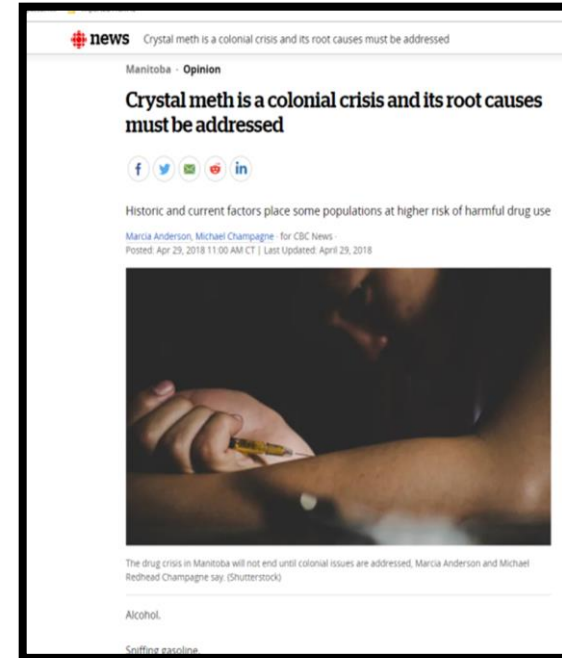 news Crystal meth is a colonial crisis and its root causes must be addressed
Manitoba · Opinion
Crystal meth is a colonial crisis and its root causes
must be addressed
Historic and current factors place some populations at higher risk of harmful drug use
Marcia Anderson, Michael Champagne · for CBC News ·
Posted: Apr 29, 2018 11:00 AM CT | Last Updated: April 29, 2018
The drug crisis in Manitoba will not end until colonial issues are addressed, Marcia Anderson and Michael
Redhead Champagne say. (Shutterstock)
Alcohol.
Sniffing gasoline.